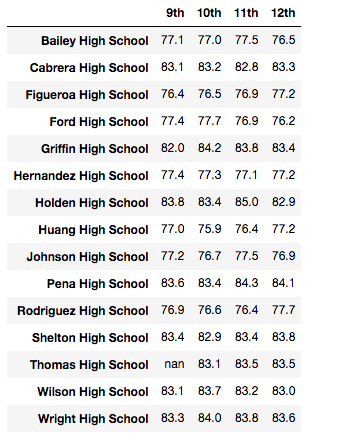 9th 10th 11th 12th
Bailey High School 77.1 77.0 77.5 76.5
Cabrera High School 83.1 83.2 82.8 83.3
Figueroa High School 76.4 76.5 76.9 77.2
Ford High School 77.4 77.7 76.9 76.2
Griffin High School 82.0 84.2 83.8 83.4
Hernandez High School 77.4 77.3 77.1 77.2
Holden High School 83.8 83.4 85.0 82.9
Huang High School 77.0 75.9 76.4 77.2
Johnson High School 77.2 76.7 77.5 76.9
Pena High School 83.6 83.4 84.3 84.1
Rodriguez High School 76.9 76.6 76.4 77.7
Shelton High School 83.4 82.9 83.4 83.8
Thomas High School nan 83.1 83.5 83.5
Wilson High School 83.1 83.7 83.2 83.0
Wright High School 83.3 84.0 83.8 83.6